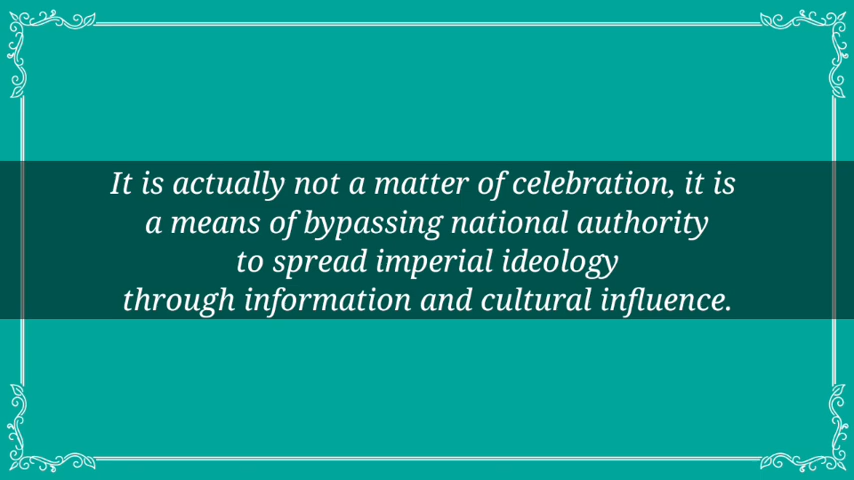 It is actually not a matter of celebration, it is
a means of bypassing national authority
to spread imperial ideology
through information and cultural influence.